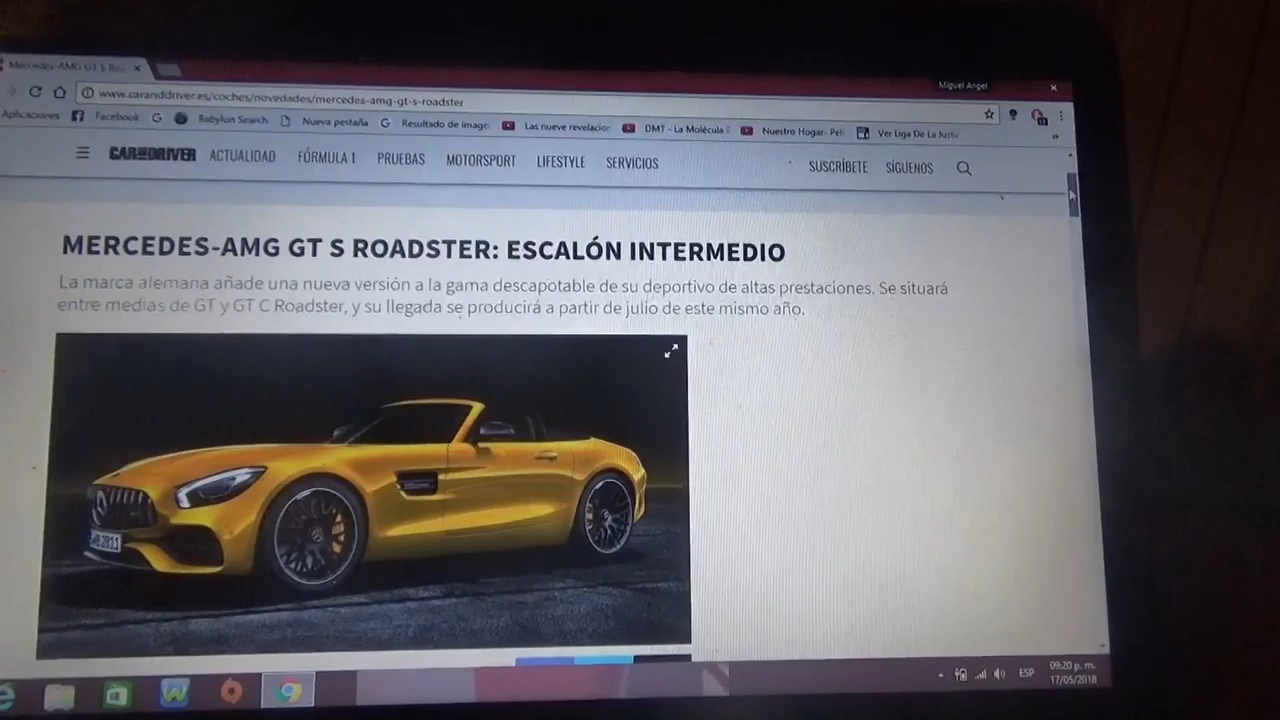 Mercedes-AMG GT S Roa
Miguel Angel
www.caranddriver.es/coches/novedades/mercedes-amg-gt-s-roadster
Aplicaciones Facebook Babylon Search Nueva pestaña Resultado de image Las nueve revelacion DMT - La Molécula Nuestro Hogar- Peli Ver Liga De La Justic
CAR AND DRIVER ACTUALIDAD FÓRMULA 1 PRUEBAS MOTORSPORT LIFESTYLE SERVICIOS SUSCRÍBETE SÍGUENOS
MERCEDES-AMG GT S ROADSTER: ESCALÓN INTERMEDIO
La marca alemana añade una nueva versión a la gama descapotable de su deportivo de altas prestaciones. Se situará
entre medias de GT y GT C Roadster, y su llegada se producirá a partir de julio de este mismo año.
ESP
09:20 p. m.
17/05/2018